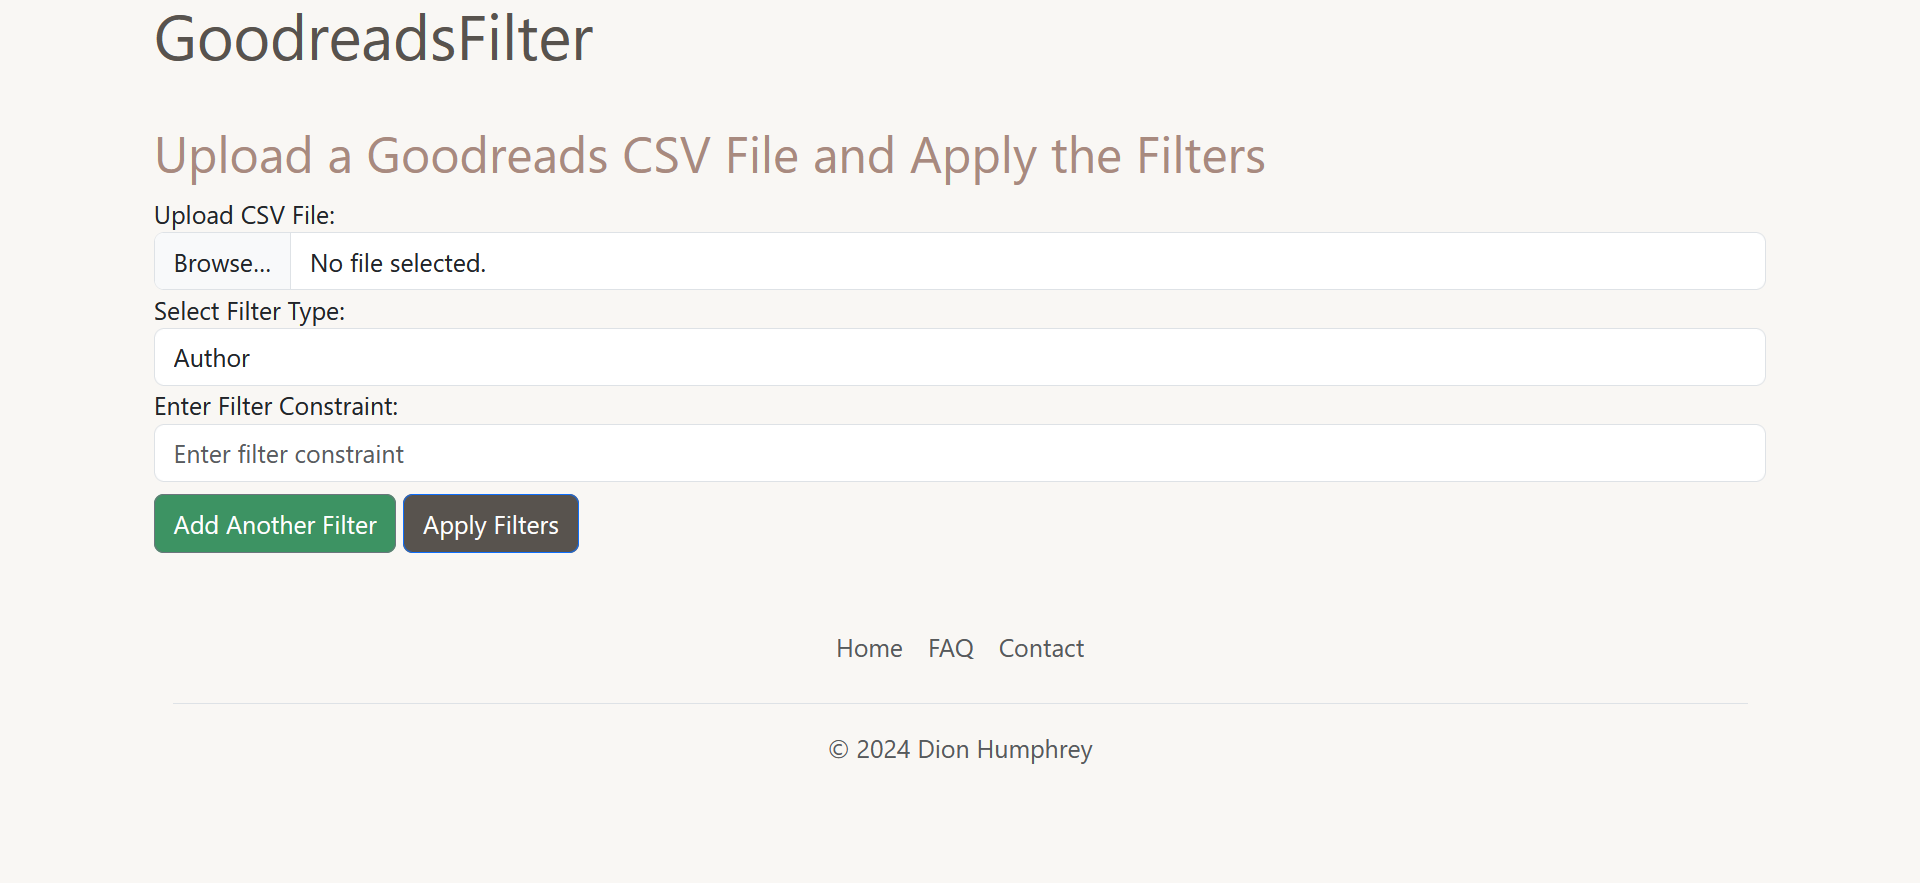 GoodreadsFilter
Upload a Goodreads CSV File and Apply the Filters
Upload CSV File:
Browse... No file selected.
Select Filter Type:
Author
Enter Filter Constraint:
Enter filter constraint
Add Another Filter Apply Filters
Home FAQ Contact
© 2024 Dion Humphrey